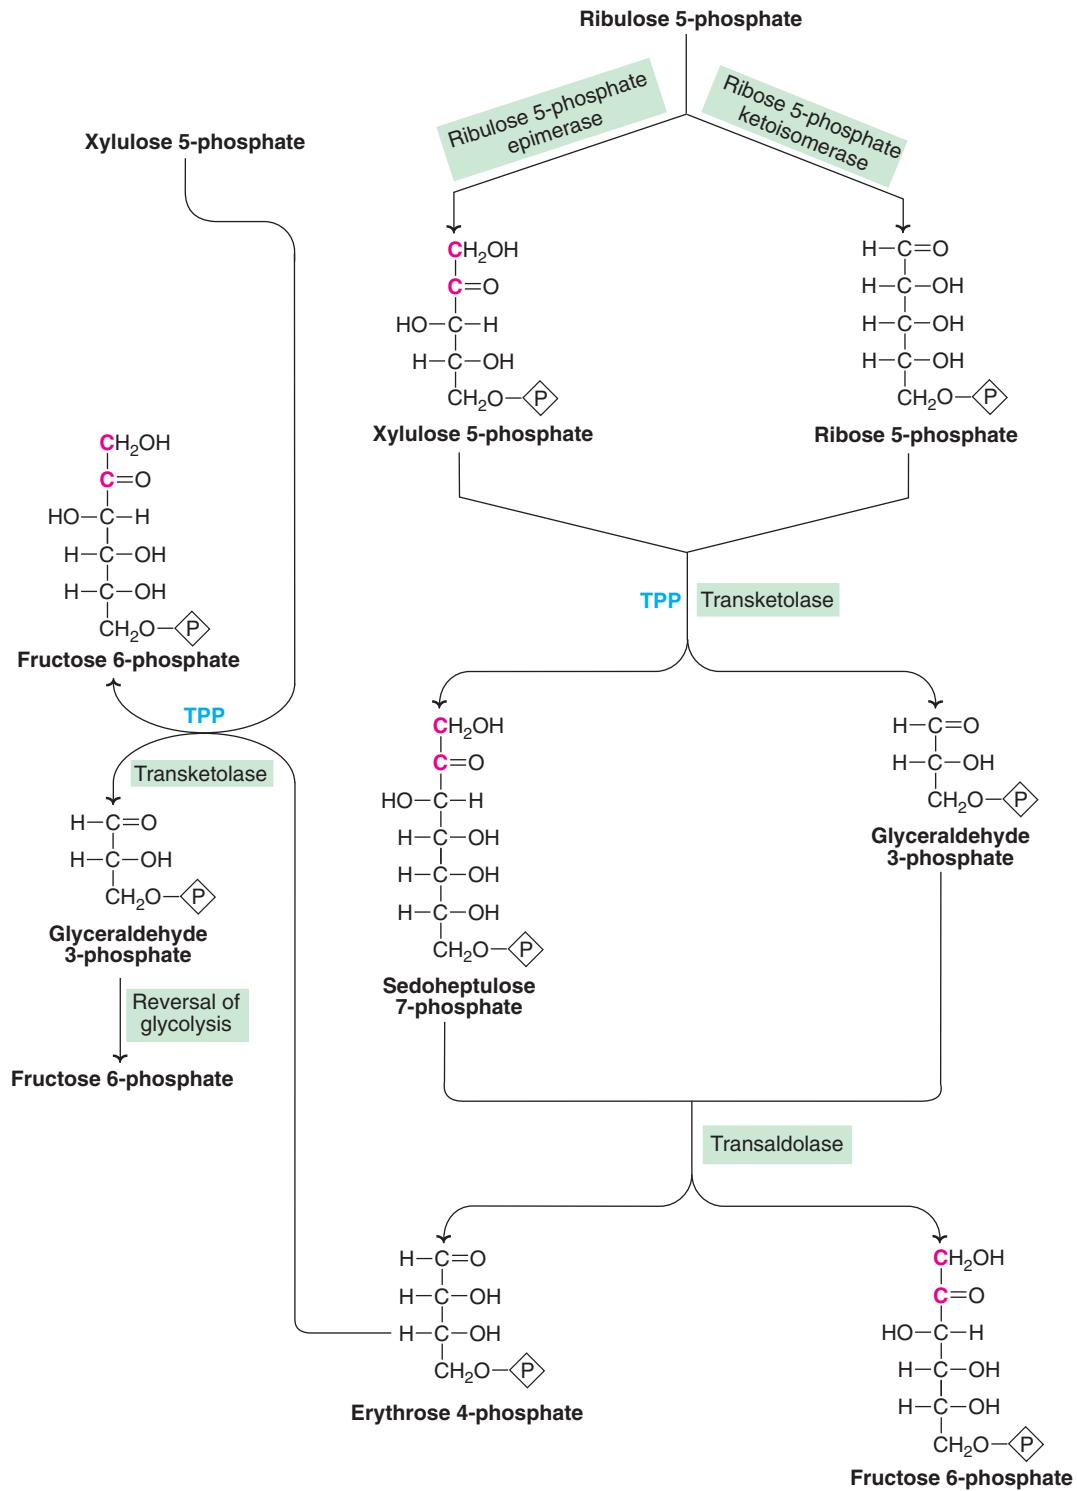 Ribulose 5-phosphate
Ribulose 5-phosphate
epimerase
Ribose 5-phosphate
ketoisomerase
Xylulose 5-phosphate
CH2OH
C=O
HO–C–H
H–C–OH
CH2O–P
Xylulose 5-phosphate
H–C=O
H–C–OH
H–C–OH
H–C–OH
CH2O–P
Ribose 5-phosphate
CH2OH
C=O
HO–C–H
H–C–OH
H–C–OH
CH2O–P
Fructose 6-phosphate
TPP
Transketolase
TPP
Transketolase
H–C=O
H–C–OH
CH2O–P
Glyceraldehyde
3-phosphate
Reversal of
glycolysis
Fructose 6-phosphate
CH2OH
C=O
HO–C–H
H–C–OH
H–C–OH
H–C–OH
CH2O–P
Sedoheptulose
7-phosphate
H–C=O
H–C–OH
CH2O–P
Glyceraldehyde
3-phosphate
Transaldolase
H–C=O
H–C–OH
H–C–OH
CH2O–P
Erythrose 4-phosphate
CH2OH
C=O
HO–C–H
H–C–OH
H–C–OH
CH2O–P
Fructose 6-phosphate